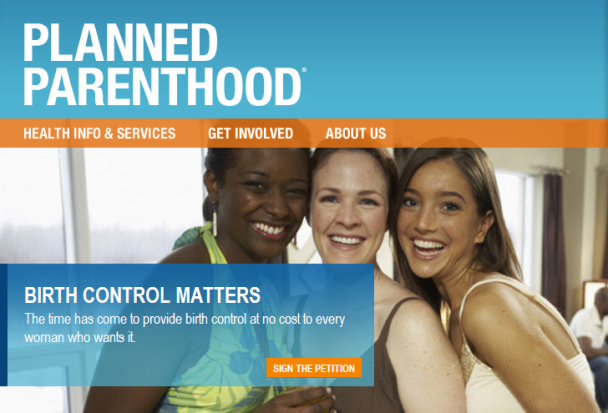 PLANNED
PARENTHOOD®
HEALTH INFO & SERVICES GET INVOLVED ABOUT US
BIRTH CONTROL MATTERS
The time has come to provide birth control at no cost to every
woman who wants it.
SIGN THE PETITION